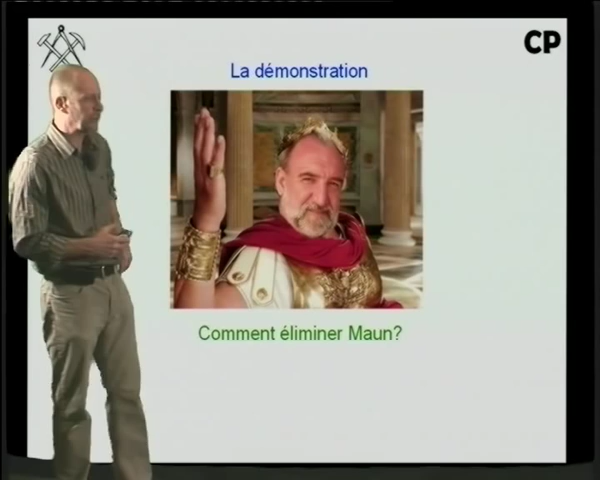 CP
La démonstration
Comment éliminer Maun?